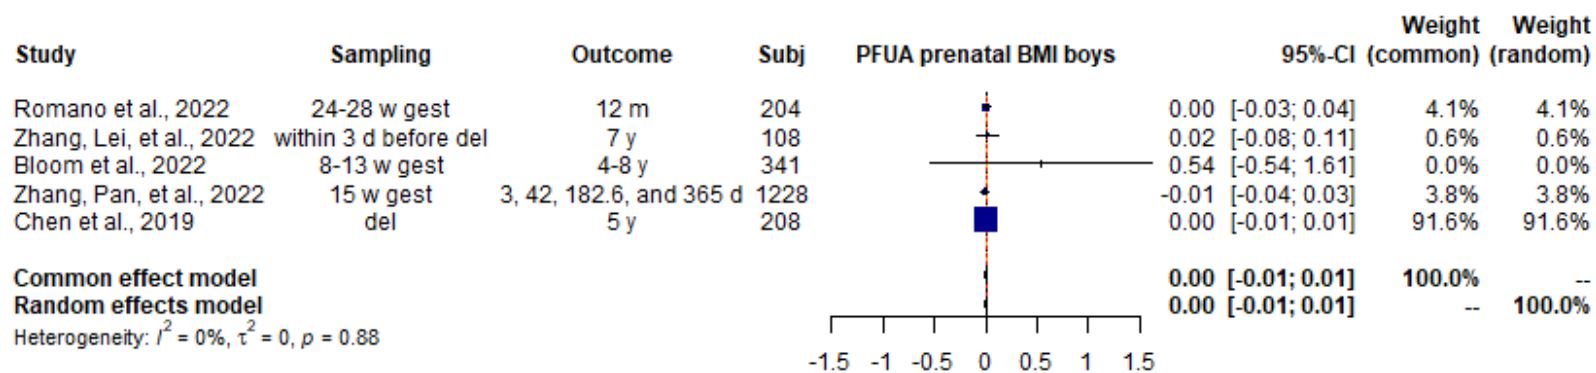 Weight Weight
Study Sampling Outcome Subj PFUA prenatal BMI boys 95%-CI (common) (random)
Romano et al., 2022 24-28 w gest 12 m 204 0.00 [-0.03; 0.04] 4.1% 4.1%
Zhang, Lei, et al., 2022 within 3 d before del 7 y 108 0.02 [-0.08; 0.11] 0.6% 0.6%
Bloom et al., 2022 8-13 w gest 4-8 y 341 0.54 [-0.54; 1.61] 0.0% 0.0%
Zhang, Pan, et al., 2022 15 w gest 3, 42, 182.6, and 365 d 1228 -0.01 [-0.04; 0.03] 3.8% 3.8%
Chen et al., 2019 del 5 y 208 0.00 [-0.01; 0.01] 91.6% 91.6%
Common effect model 0.00 [-0.01; 0.01] 100.0% --
Random effects model 0.00 [-0.01; 0.01] -- 100.0%
Heterogeneity: I² = 0%, τ² = 0, p = 0.88
-1.5 -1 -0.5 0 0.5 1 1.5